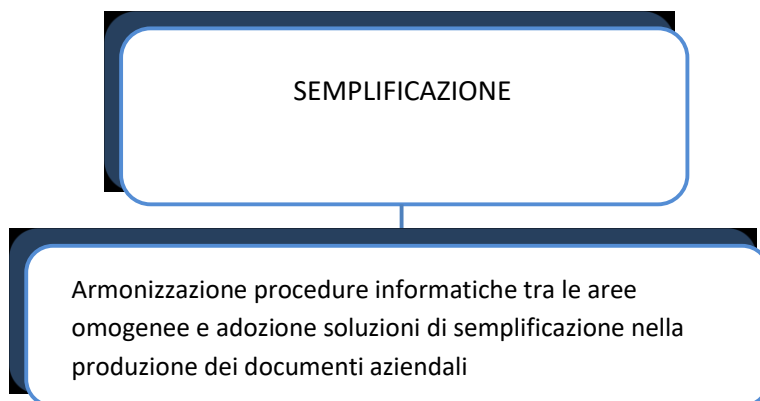 SEMPLIFICAZIONE
Armonizzazione procedure informatiche tra le aree
omogenee e adozione soluzioni di semplificazione nella
produzione dei documenti aziendali